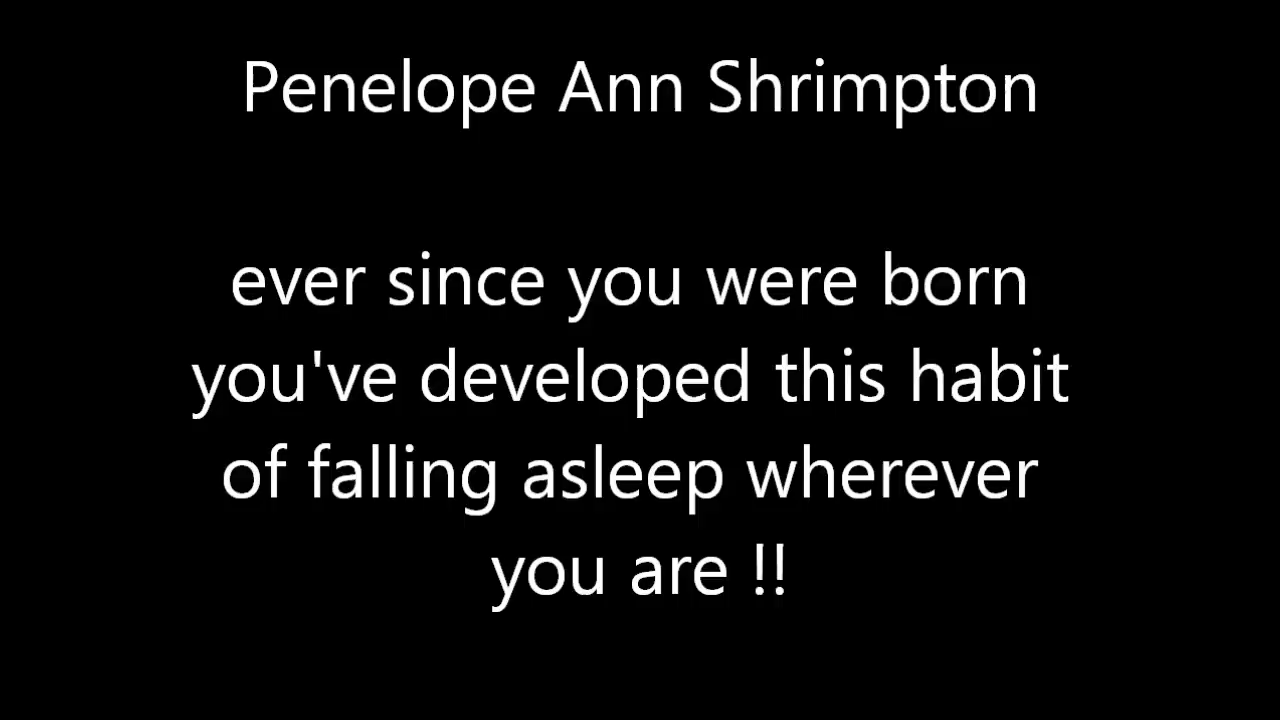 Penelope Ann Shrimpton
ever since you were born
you've developed this habit
of falling asleep wherever
you are !!